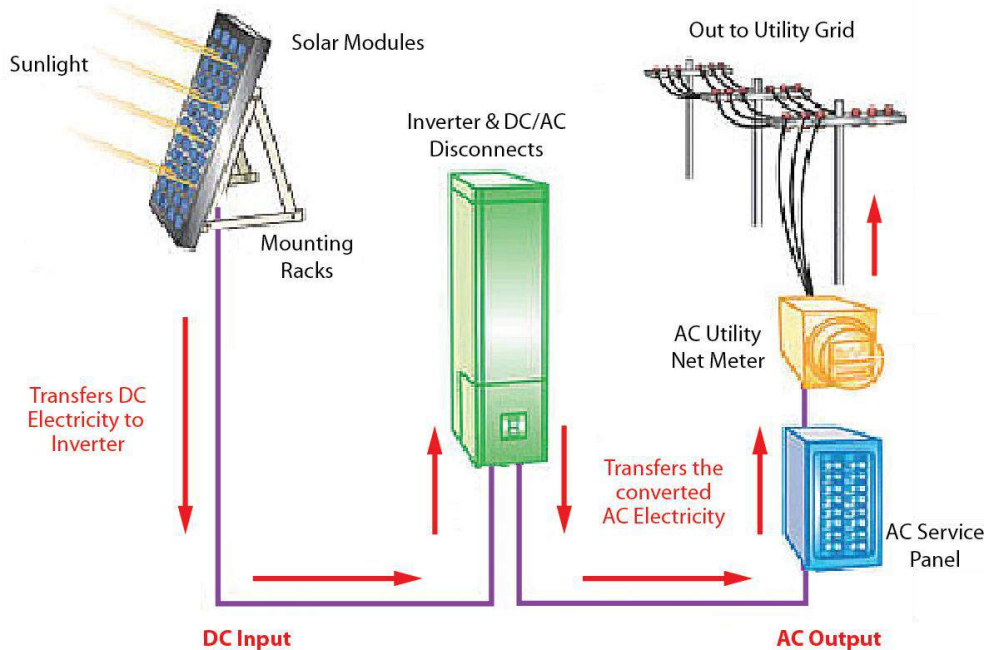 Sunlight
Solar Modules
Mounting
Racks
Inverter & DC/AC
Disconnects
Out to Utility Grid
AC Utility
Net Meter
Transfers DC
Electricity to
Inverter
Transfers the
converted
AC Electricity
AC Service
Panel
DC Input
AC Output